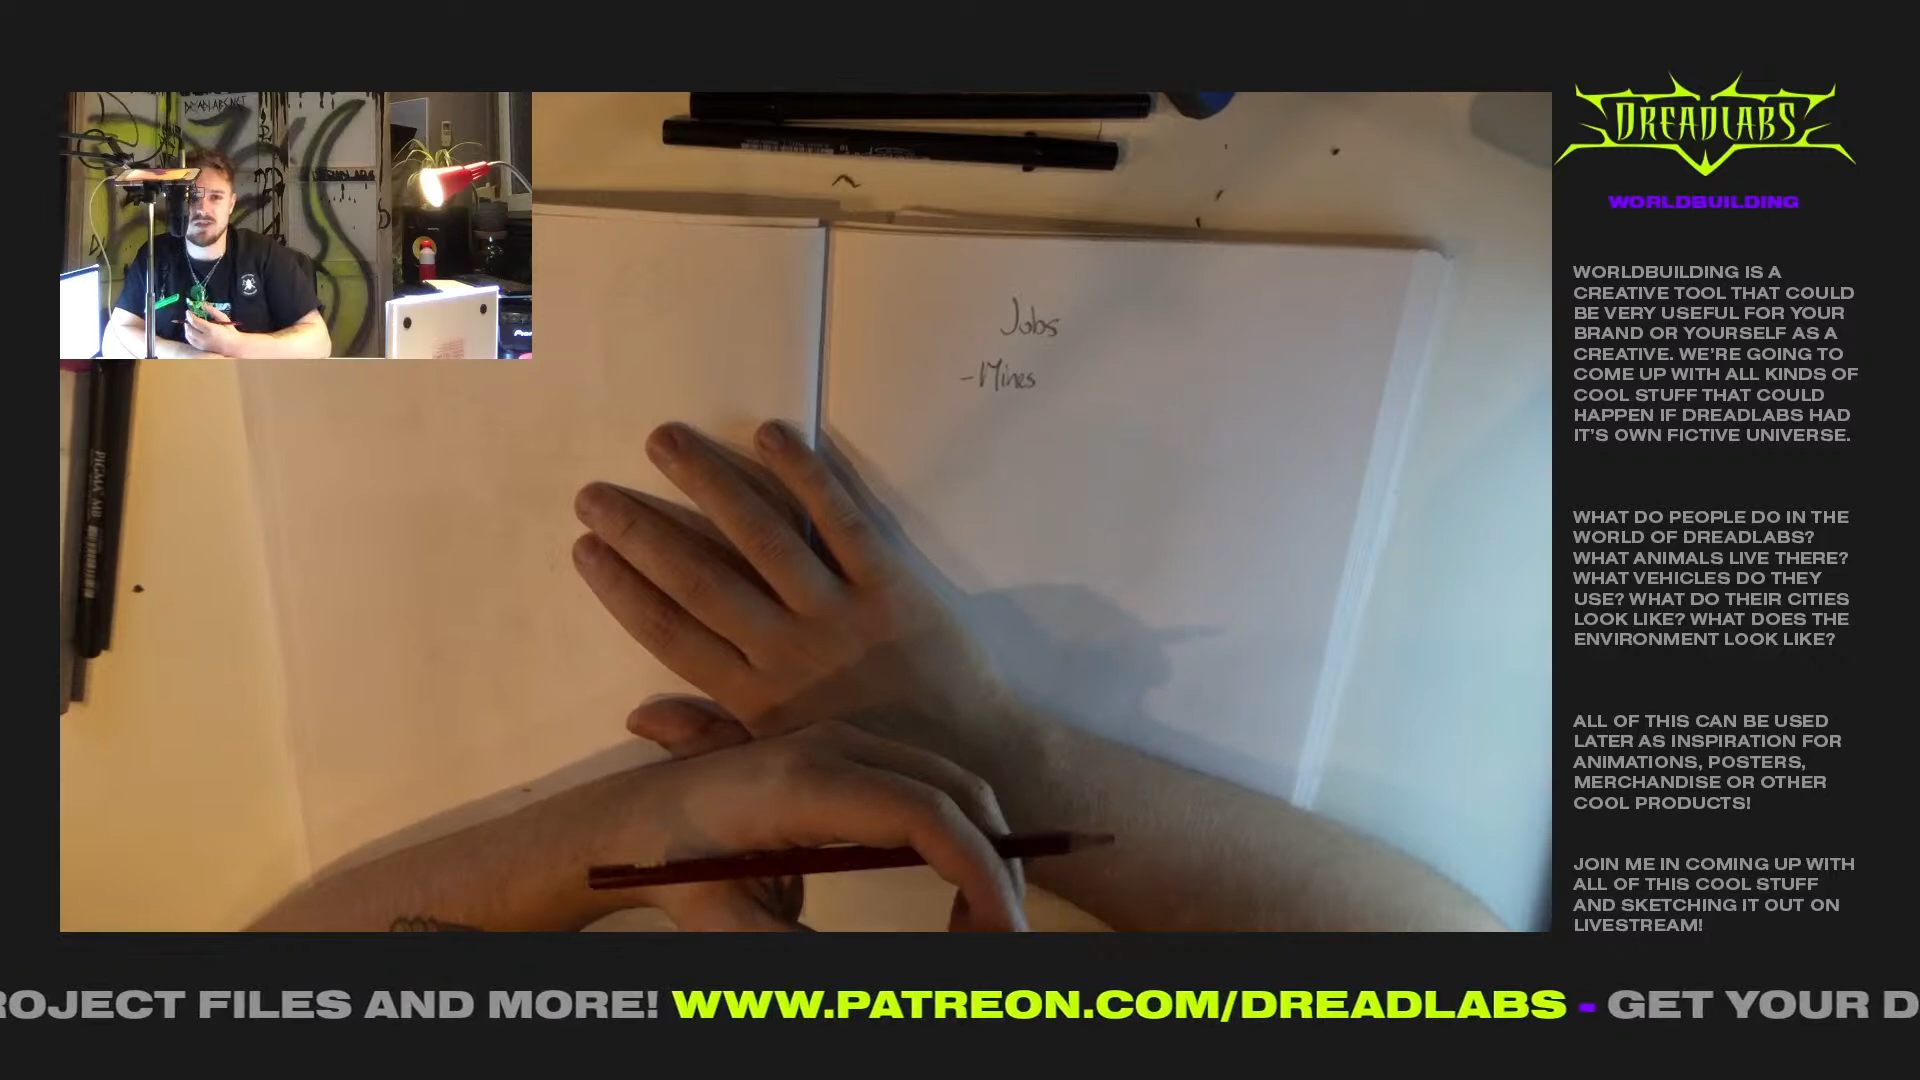 DREADLABS.NET
Jobs
- Mines
PIGMA MB
DREADLABS
WORLDBUILDING
WORLDBUILDING IS A
CREATIVE TOOL THAT COULD
BE VERY USEFUL FOR YOUR
BRAND OR YOURSELF AS A
CREATIVE. WE'RE GOING TO
COME UP WITH ALL KINDS OF
COOL STUFF THAT COULD
HAPPEN IF DREADLABS HAD
IT'S OWN FICTIVE UNIVERSE.
WHAT DO PEOPLE DO IN THE
WORLD OF DREADLABS?
WHAT ANIMALS LIVE THERE?
WHAT VEHICLES DO THEY
USE? WHAT DO THEIR CITIES
LOOK LIKE? WHAT DOES THE
ENVIRONMENT LOOK LIKE?
ALL OF THIS CAN BE USED
LATER AS INSPIRATION FOR
ANIMATIONS, POSTERS,
MERCHANDISE OR OTHER
COOL PRODUCTS!
JOIN ME IN COMING UP WITH
ALL OF THIS COOL STUFF
AND SKETCHING IT OUT ON
LIVESTREAM!
ROJECT FILES AND MORE! WWW.PATREON.COM/DREADLABS - GET YOUR D